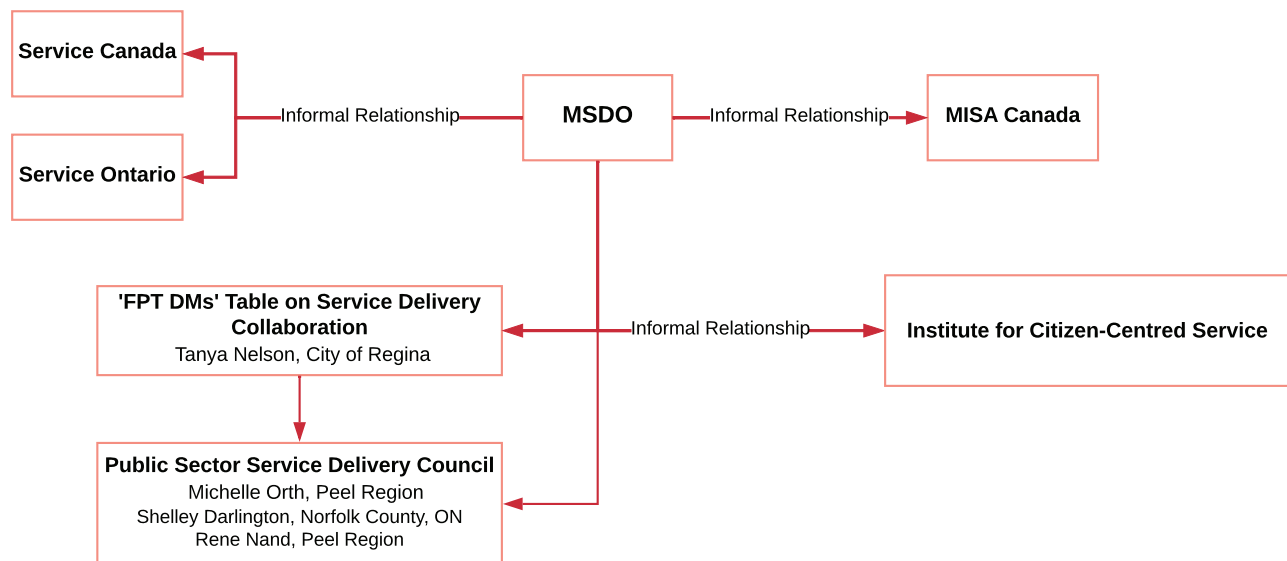 Service Canada
Informal Relationship
MSDO
Informal Relationship
MISA Canada
Service Ontario
'FPT DMs' Table on Service Delivery
Collaboration
Tanya Nelson, City of Regina
Informal Relationship
Institute for Citizen-Centred Service
Public Sector Service Delivery Council
Michelle Orth, Peel Region
Shelley Darlington, Norfolk County, ON
Rene Nand, Peel Region